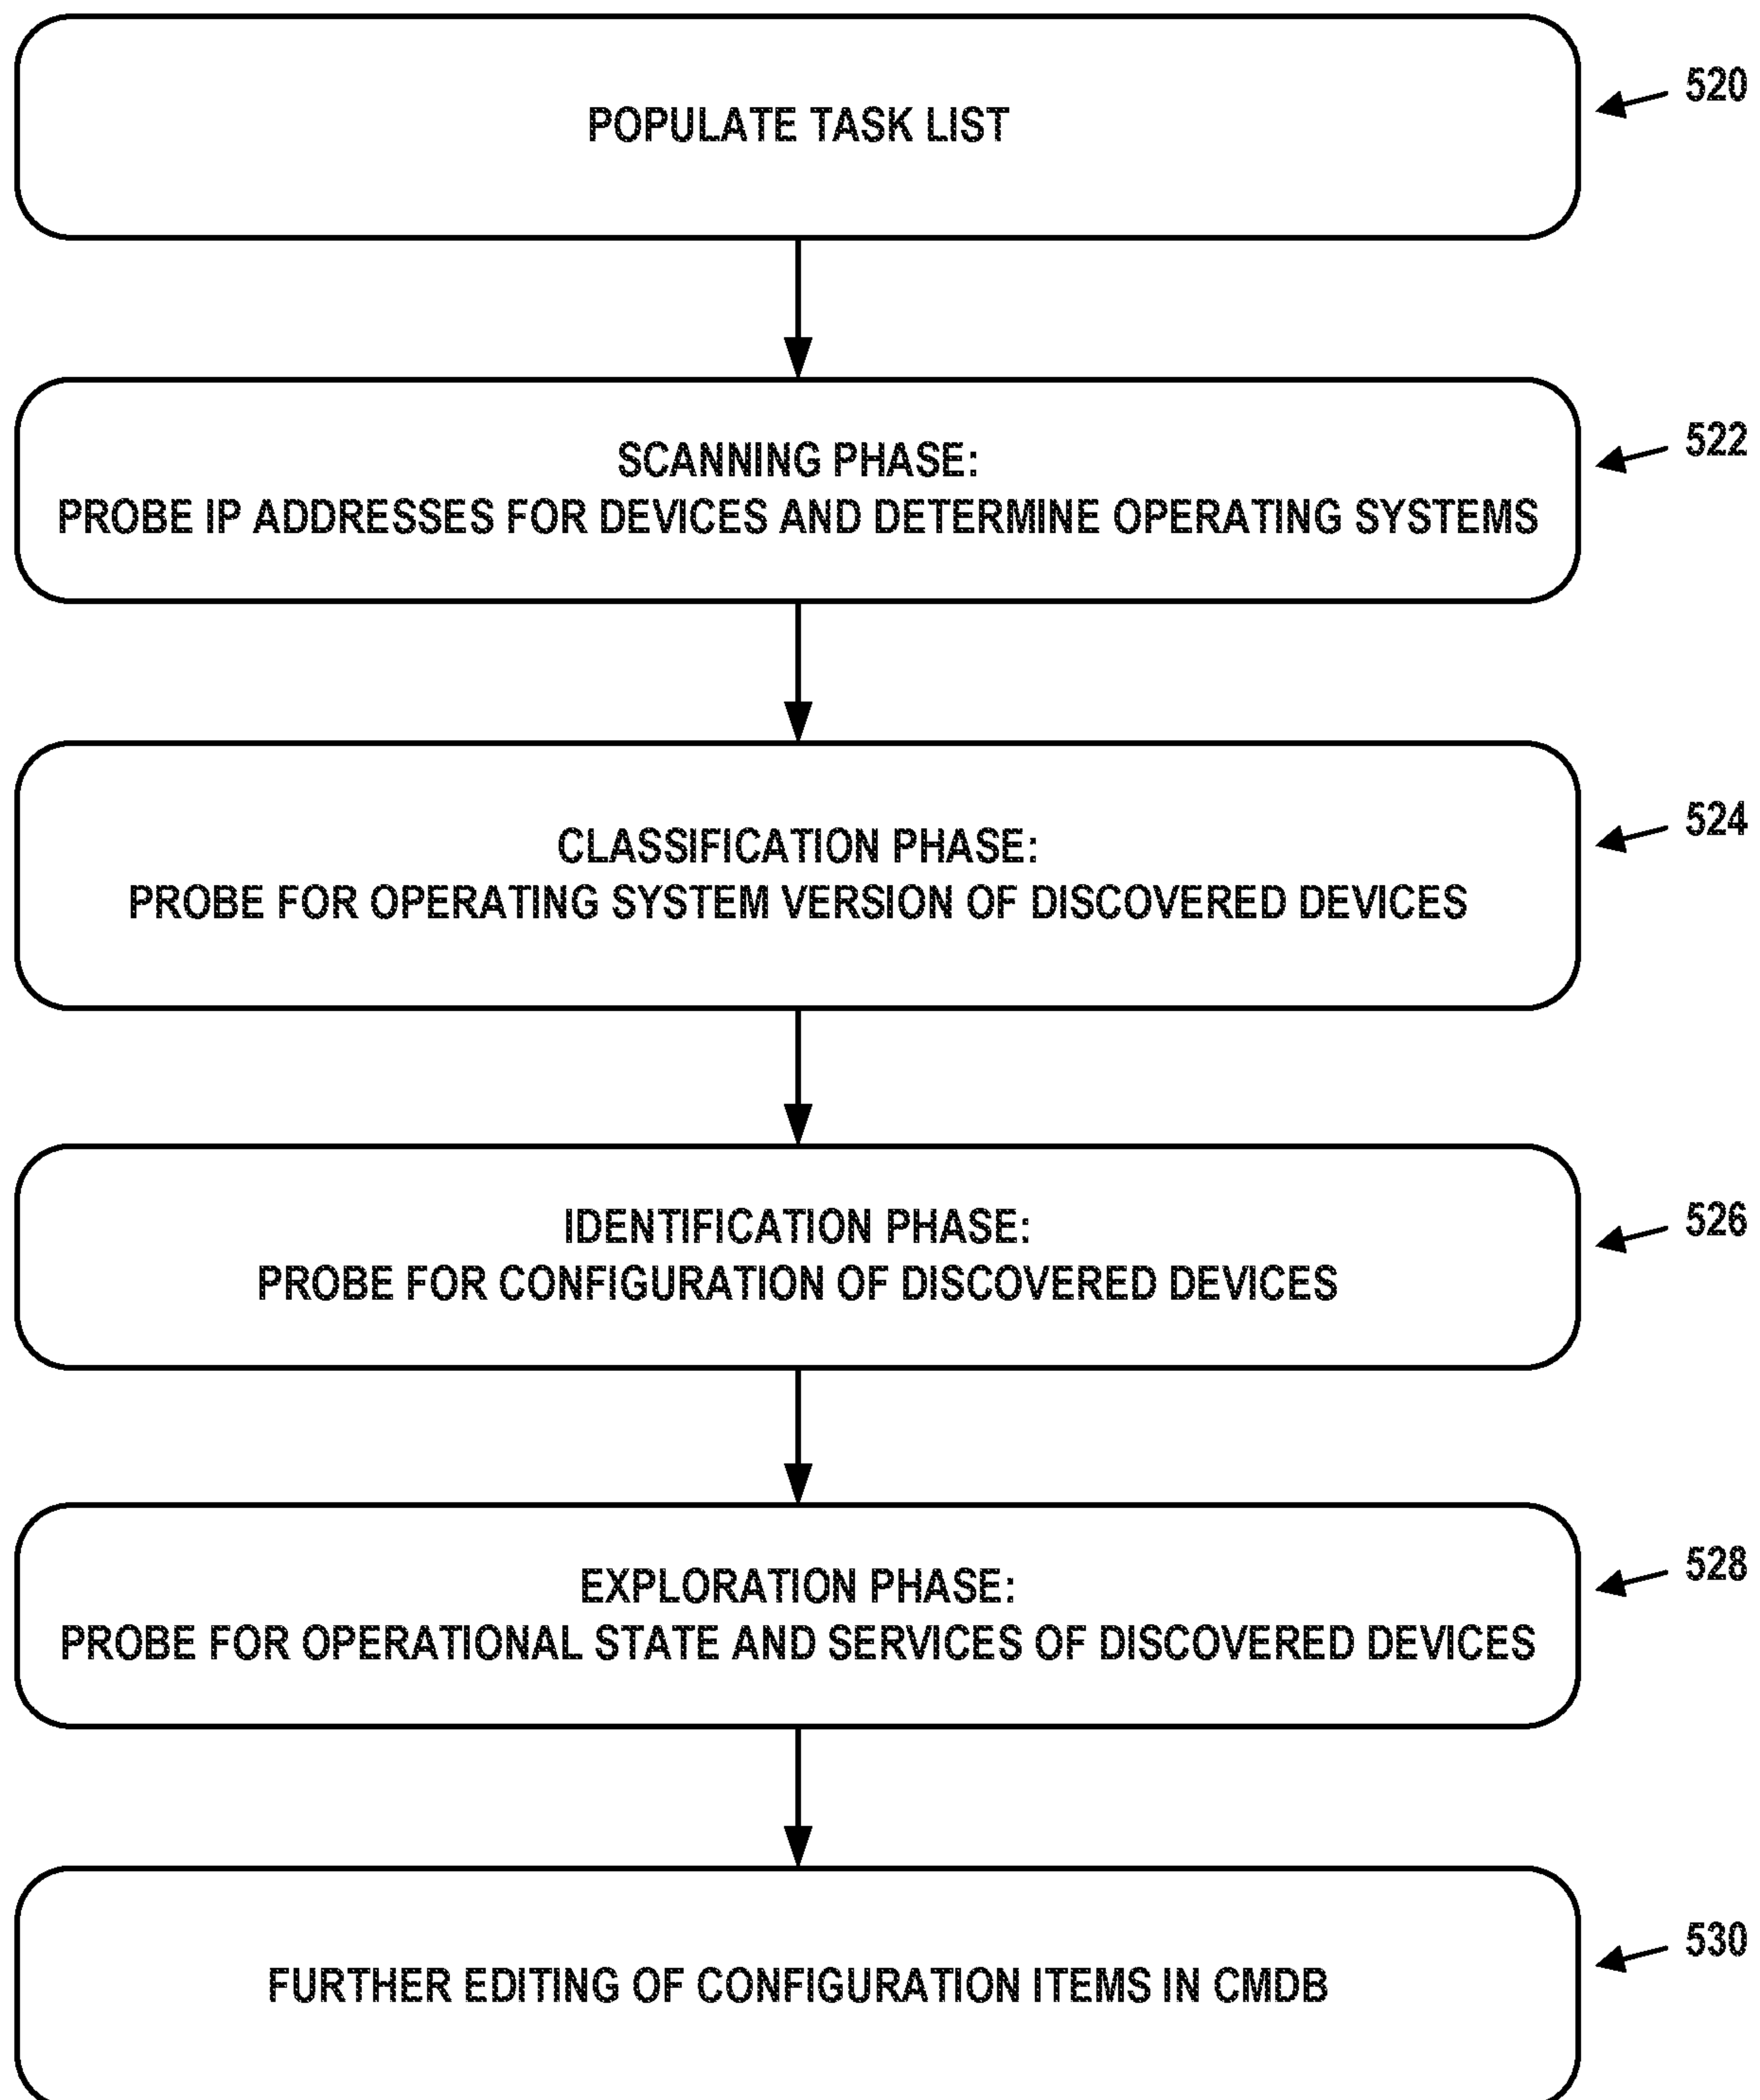 POPULATE TASK LIST
520
SCANNING PHASE:
PROBE IP ADDRESSES FOR DEVICES AND DETERMINE OPERATING SYSTEMS
522
CLASSIFICATION PHASE:
PROBE FOR OPERATING SYSTEM VERSION OF DISCOVERED DEVICES
524
IDENTIFICATION PHASE:
PROBE FOR CONFIGURATION OF DISCOVERED DEVICES
526
EXPLORATION PHASE:
PROBE FOR OPERATIONAL STATE AND SERVICES OF DISCOVERED DEVICES
528
FURTHER EDITING OF CONFIGURATION ITEMS IN CMDB
530